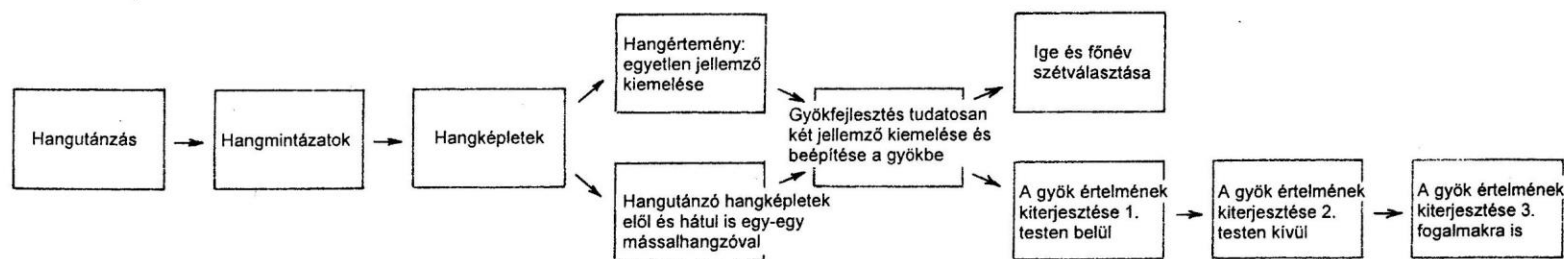 Hangutánzás
Hangmintázatok
Hangképletek
Hangértemény:
egyetlen jellemző
kiemelése
Hangutánzó hangképletek
elől és hátul is egy-egy
mássalhangzóval
Gyökfejlesztés tudatosan
két jellemző kiemelése és
beépítése a gyökbe
Ige és főnév
szétválasztása
A gyök értelmének
kiterjesztése 1.
testen belül
A gyök értelmének
kiterjesztése 2.
testen kívül
A gyök értelmének
kiterjesztése 3.
fogalmakra is